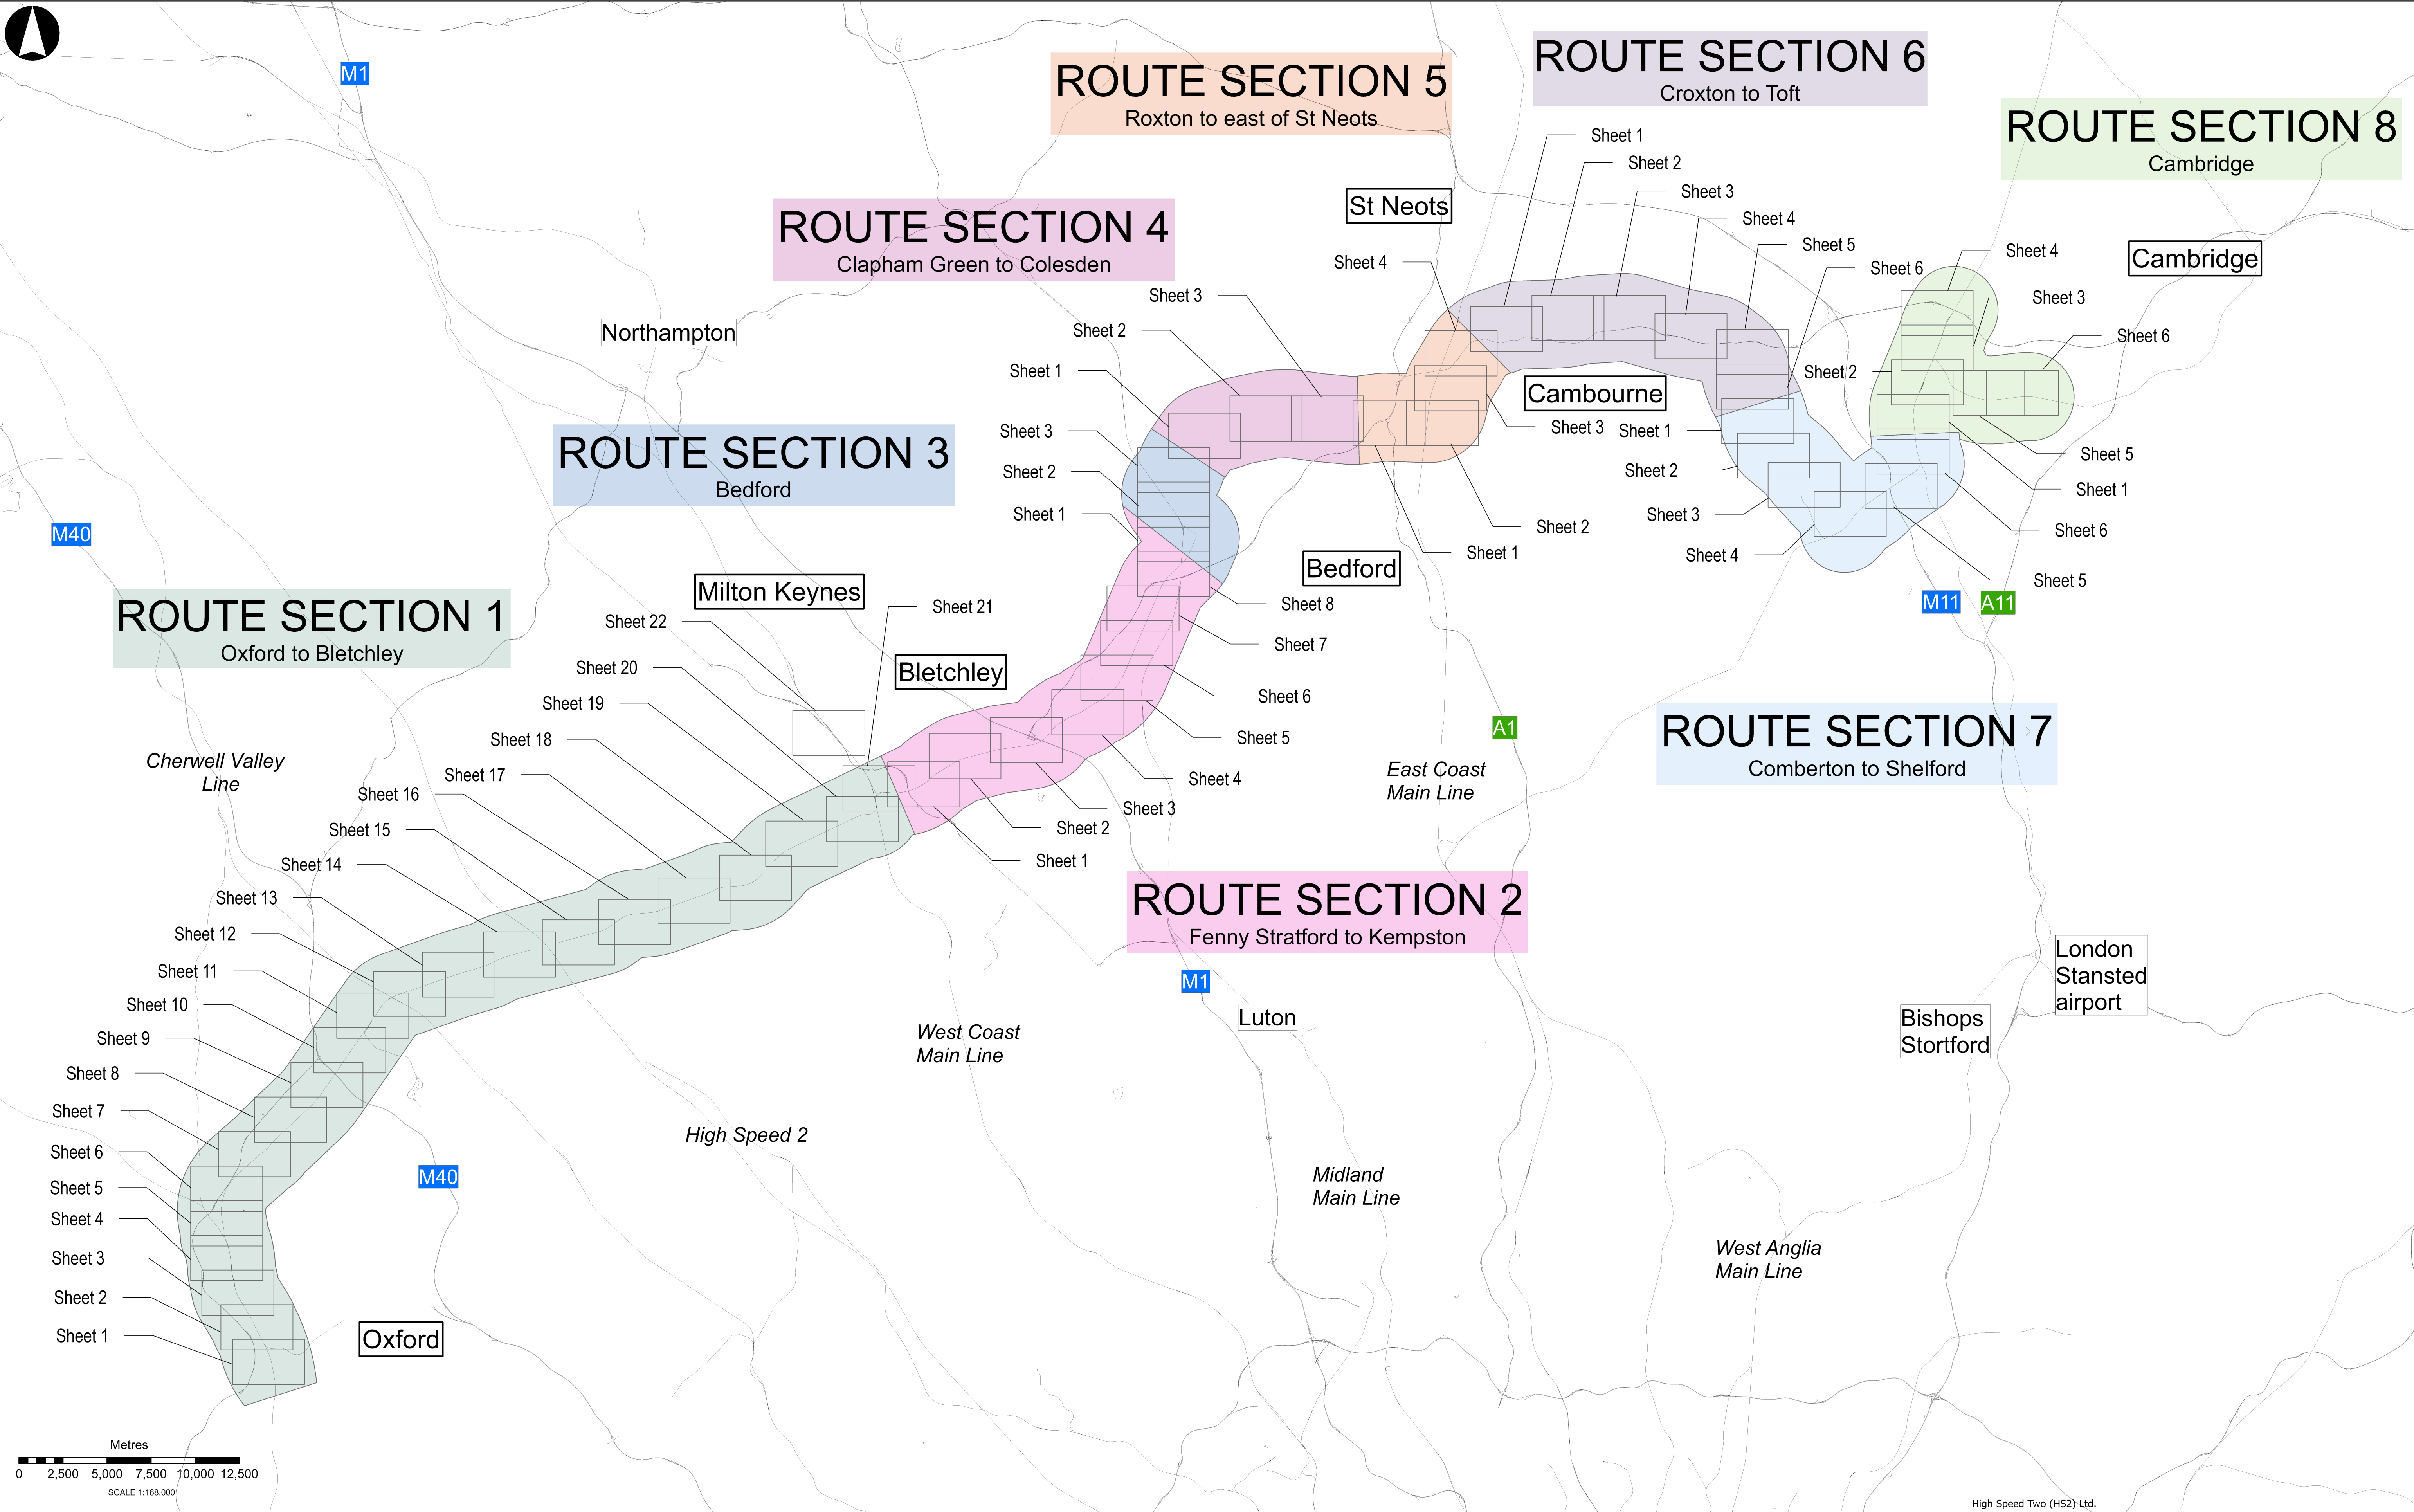 M1
ROUTE SECTION 5
Roxton to east of St Neots
ROUTE SECTION 6
Croxton to Toft
ROUTE SECTION 8
Cambridge
Sheet 1
Sheet 2
Sheet 3
Sheet 4
Sheet 5
Sheet 6
St Neots
Sheet 4
ROUTE SECTION 4
Clapham Green to Colesden
Sheet 3
Sheet 2
Sheet 1
Sheet 4
Cambridge
Sheet 3
Sheet 6
Sheet 2
Northampton
Cambourne
Sheet 3
Sheet 2
Sheet 1
ROUTE SECTION 3
Bedford
Sheet 3
Sheet 2
Sheet 1
Sheet 1
Sheet 2
Sheet 3
Sheet 4
Sheet 5
Sheet 1
Sheet 6
Sheet 5
M40
Bedford
M11
A11
Milton Keynes
ROUTE SECTION 1
Oxford to Bletchley
Sheet 22
Sheet 21
Bletchley
Sheet 20
Sheet 19
Sheet 18
Sheet 17
Sheet 16
Sheet 15
Sheet 14
Sheet 13
Sheet 12
Sheet 11
Sheet 10
Sheet 9
Sheet 8
Sheet 7
Sheet 6
Sheet 5
Sheet 4
Sheet 3
Sheet 2
Sheet 1
Sheet 8
Sheet 7
Sheet 6
Sheet 5
Sheet 4
Sheet 3
Sheet 2
Sheet 1
A1
ROUTE SECTION 7
Comberton to Shelford
Cherwell Valley
Line
East Coast
Main Line
ROUTE SECTION 2
Fenny Stratford to Kempston
M1
Luton
London
Stansted
airport
Bishops
Stortford
West Coast
Main Line
High Speed 2
M40
Midland
Main Line
West Anglia
Main Line
Oxford
Metres
0 2,500 5,000 7,500 10,000 12,500
SCALE 1:168,000
High Speed Two (HS2) Ltd.